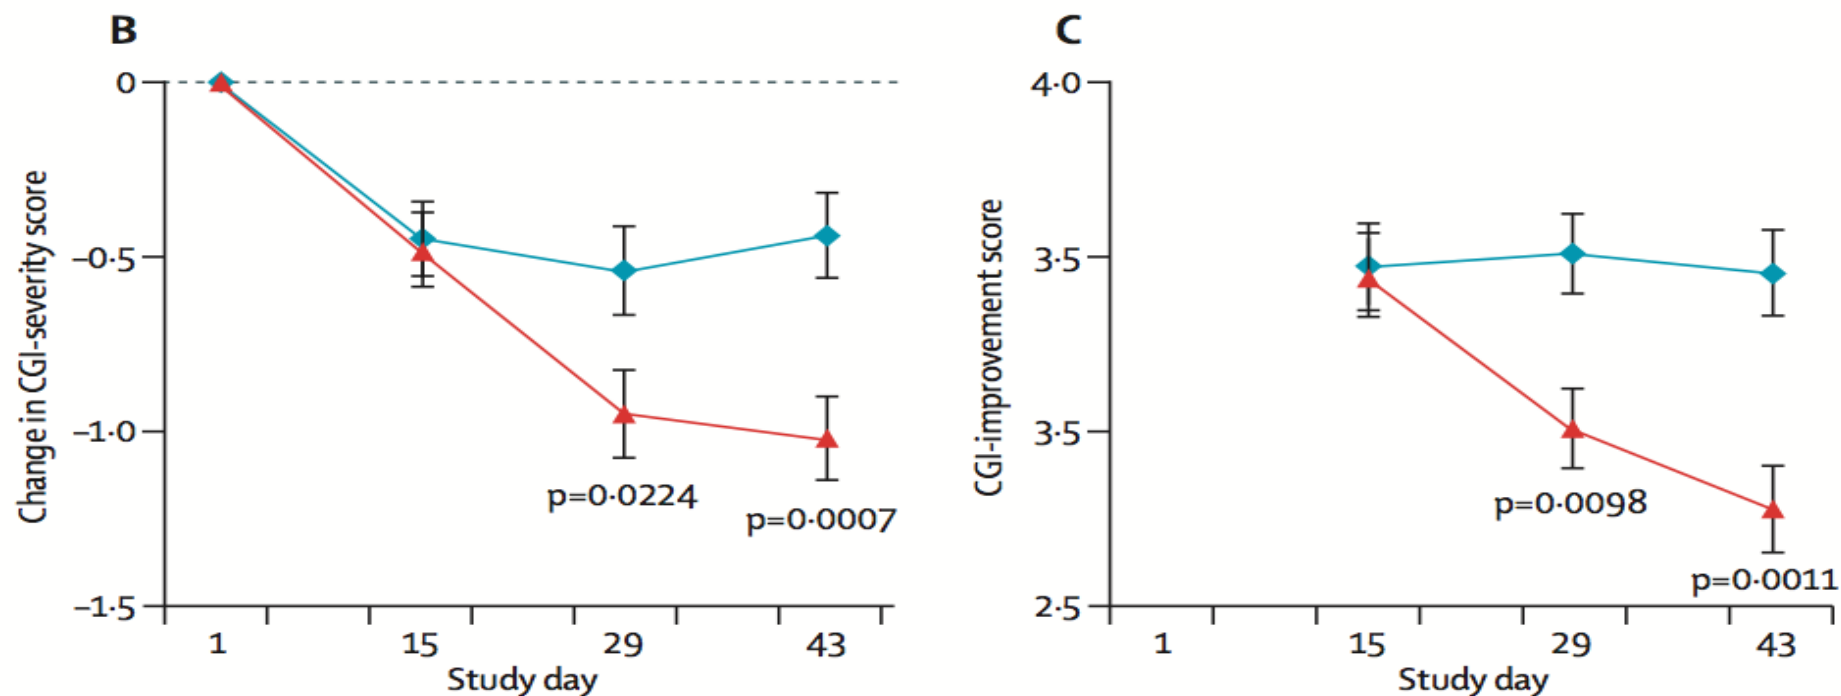 B
Change in CGI-severity score
0
–0·5
–1·0
–1·5
p=0·0224
p=0·0007
1 15 29 43
Study day
C
CGI-improvement score
4·0
3·5
3·5
2·5
p=0·0098
p=0·0011
1 15 29 43
Study day